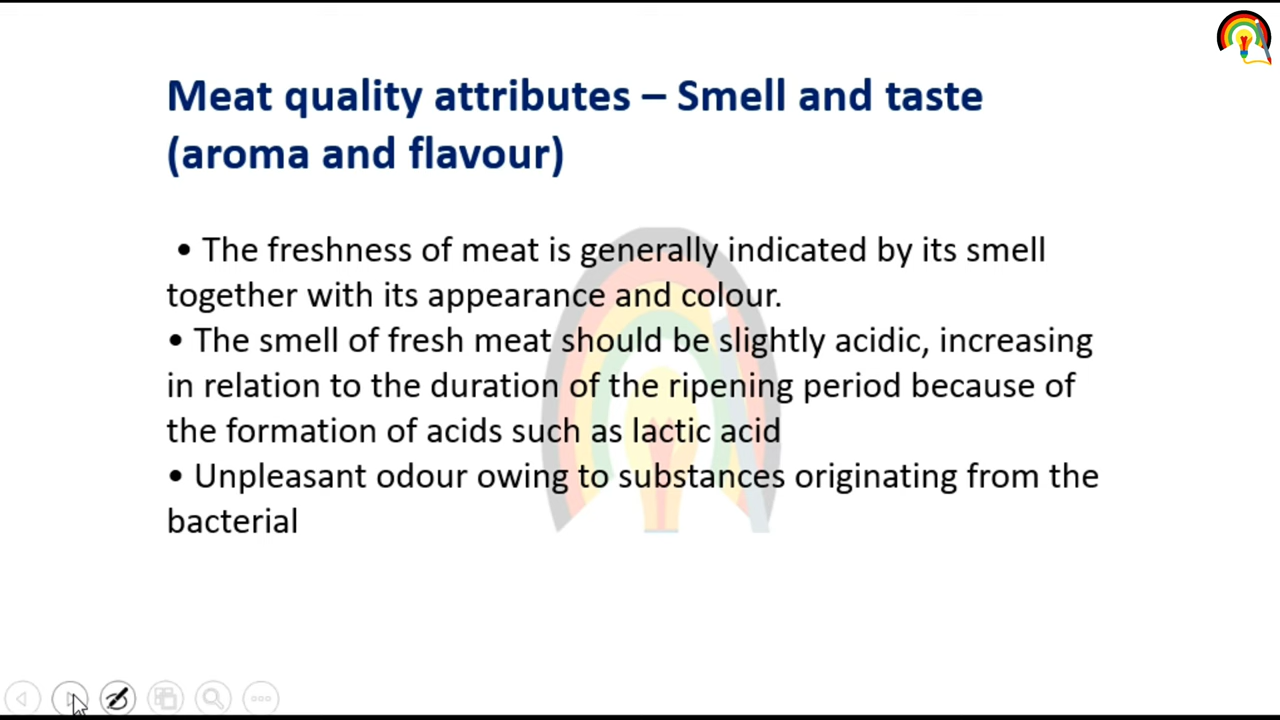 Meat quality attributes – Smell and taste
(aroma and flavour)
• The freshness of meat is generally indicated by its smell
together with its appearance and colour.
• The smell of fresh meat should be slightly acidic, increasing
in relation to the duration of the ripening period because of
the formation of acids such as lactic acid
• Unpleasant odour owing to substances originating from the
bacterial